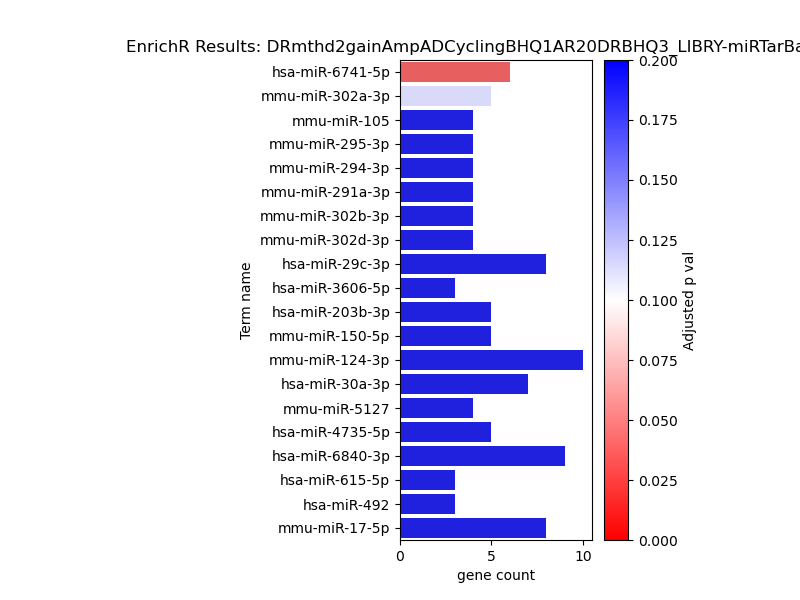 EnrichR Results: DRmthd2gainAmpADCyclingBHQ1AR20DRBHQ3_LIBRY-miRTarBa
hsa-miR-6741-5p
mmu-miR-302a-3p
mmu-miR-105
mmu-miR-295-3p
mmu-miR-294-3p
mmu-miR-291a-3p
mmu-miR-302b-3p
mmu-miR-302d-3p
hsa-miR-29c-3p
hsa-miR-3606-5p
hsa-miR-203b-3p
mmu-miR-150-5p
mmu-miR-124-3p
hsa-miR-30a-3p
mmu-miR-5127
hsa-miR-4735-5p
hsa-miR-6840-3p
hsa-miR-615-5p
hsa-miR-492
mmu-miR-17-5p
Term name
0 5 10
gene count
0.200
0.175
0.150
0.125
0.100
0.075
0.050
0.025
0.000
Adjusted p val